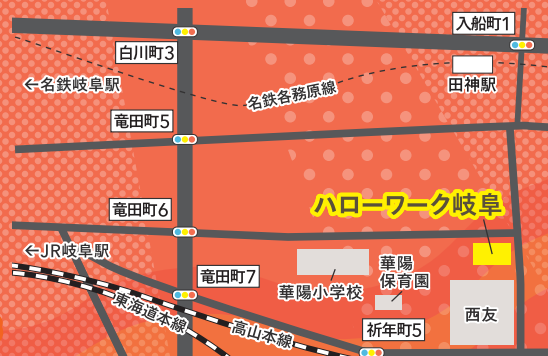 入船町1
白川町3
←名鉄岐阜駅
名鉄各務原線
田神駅
竜田町5
竜田町6
ハローワーク岐阜
←JR岐阜駅
竜田町7
華陽小学校
華陽
保育園
東海道本線
高山本線
西友
祈年町5